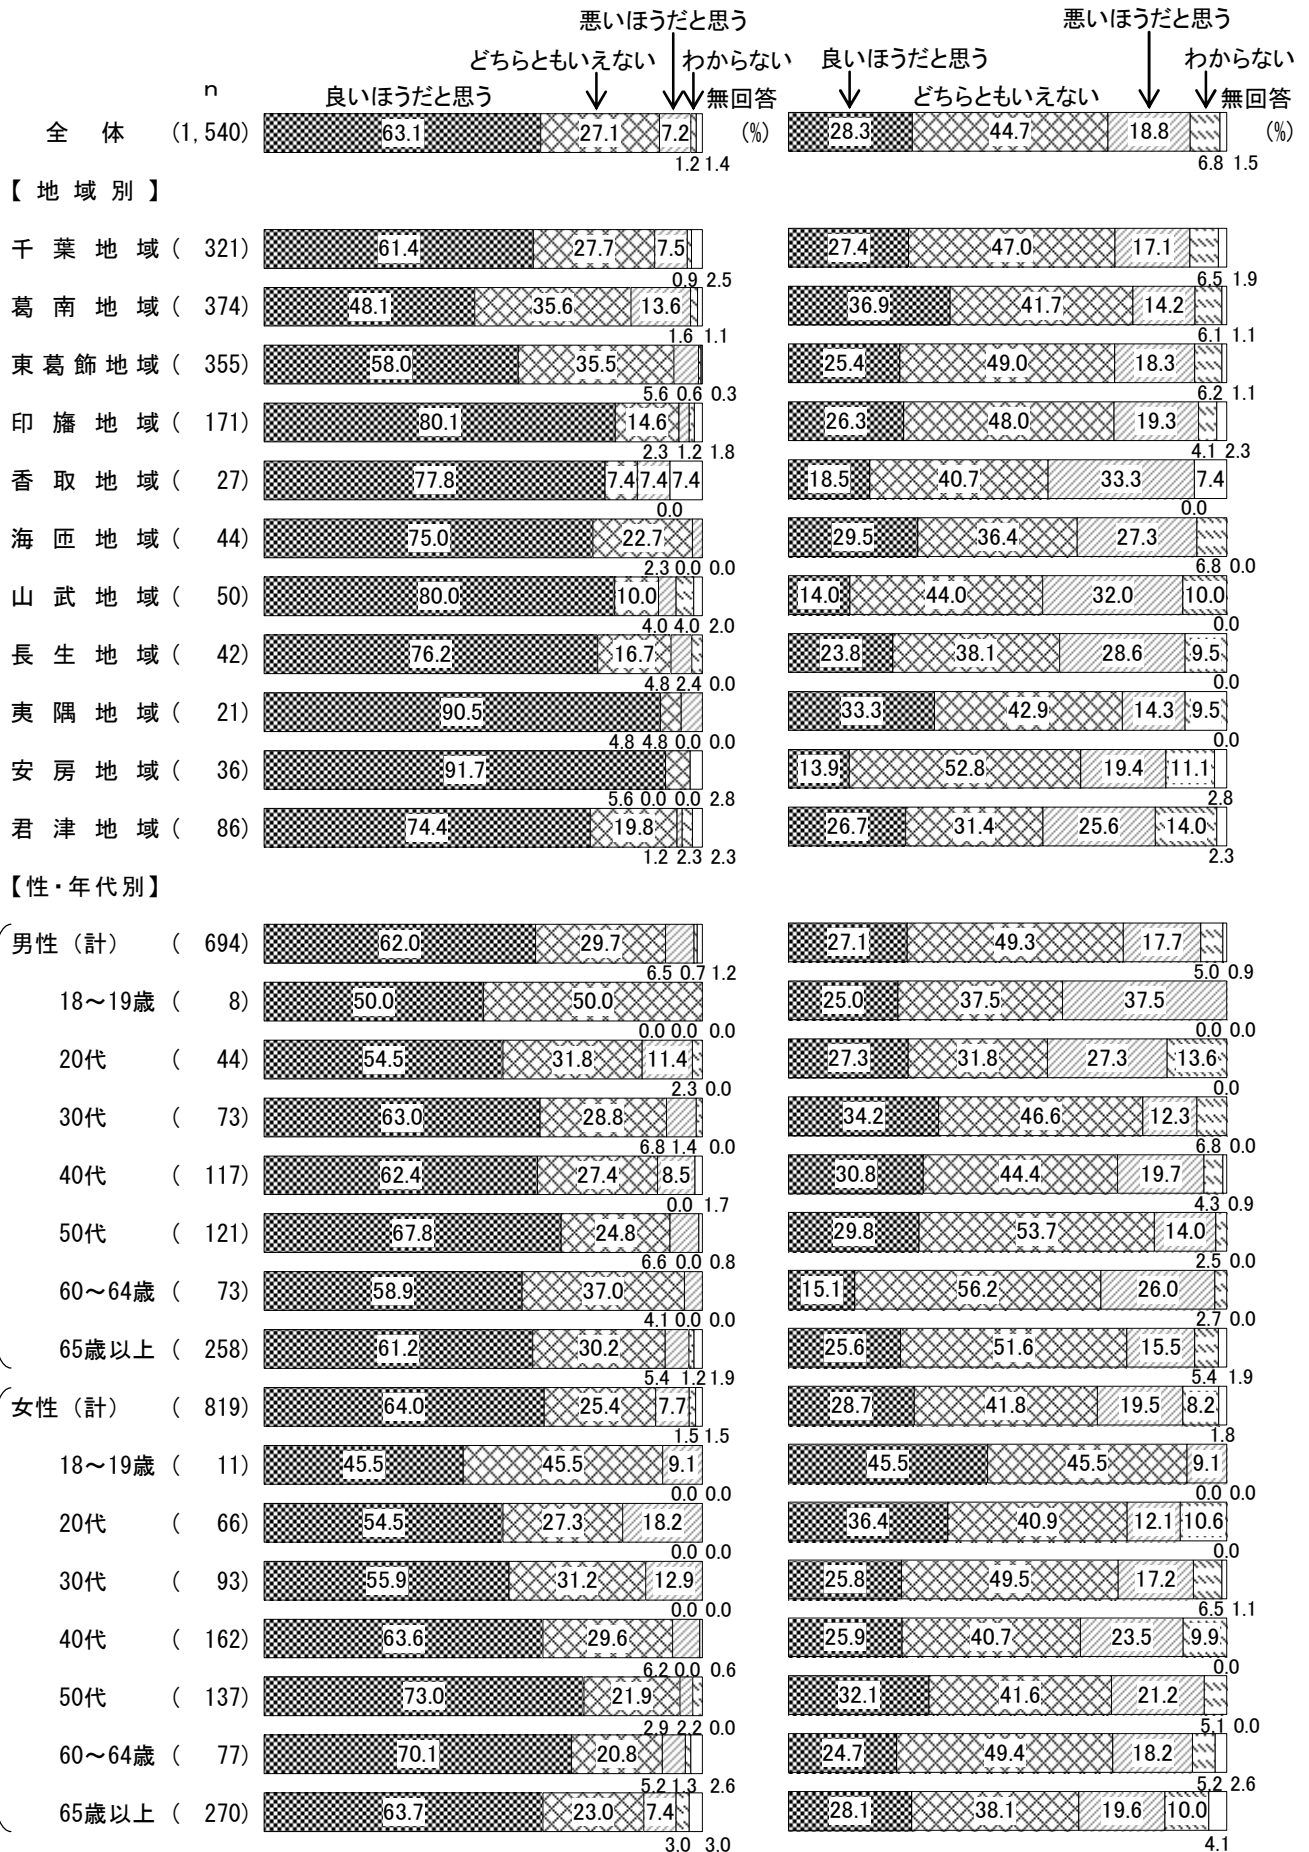 悪いほうだと思う 悪いほうだと思う
どちらともいえない わからない 良いほうだと思う わからない
n 良いほうだと思う 無回答 どちらともいえない 無回答
全体 (1,540) 63.1 27.1 7.2 (%) 28.3 44.7 18.8 (%)
1.2 1.4 6.8 1.5
【地域別】
千葉地域( 321) 61.4 27.7 7.5 27.4 47.0 17.1
0.9 2.5 6.5 1.9
葛南地域( 374) 48.1 35.6 13.6 36.9 41.7 14.2
1.6 1.1 6.1 1.1
東葛飾地域( 355) 58.0 35.5 25.4 49.0 18.3
5.6 0.6 0.3 6.2 1.1
印旛地域( 171) 80.1 14.6 26.3 48.0 19.3
2.3 1.2 1.8 4.1 2.3
香取地域( 27) 77.8 7.4 7.4 7.4 18.5 40.7 33.3 7.4
0.0 0.0
海匝地域( 44) 75.0 22.7 29.5 36.4 27.3
2.3 0.0 0.0 6.8 0.0
山武地域( 50) 80.0 10.0 14.0 44.0 32.0 10.0
4.0 4.0 2.0 0.0
長生地域( 42) 76.2 16.7 23.8 38.1 28.6 9.5
4.8 2.4 0.0 0.0
夷隅地域( 21) 90.5 33.3 42.9 14.3 9.5
4.8 4.8 0.0 0.0 0.0
安房地域( 36) 91.7 13.9 52.8 19.4 11.1
5.6 0.0 0.0 2.8 2.8
君津地域( 86) 74.4 19.8 26.7 31.4 25.6 14.0
1.2 2.3 2.3 2.3
【性・年代別】
男性(計) ( 694) 62.0 29.7 27.1 49.3 17.7
6.5 0.7 1.2 5.0 0.9
18〜19歳( 8) 50.0 50.0 25.0 37.5 37.5
0.0 0.0 0.0 0.0 0.0
20代 ( 44) 54.5 31.8 11.4 27.3 31.8 27.3 13.6
2.3 0.0 0.0
30代 ( 73) 63.0 28.8 34.2 46.6 12.3
6.8 1.4 0.0 6.8 0.0
40代 ( 117) 62.4 27.4 8.5 30.8 44.4 19.7
0.0 1.7 4.3 0.9
50代 ( 121) 67.8 24.8 29.8 53.7 14.0
6.6 0.0 0.8 2.5 0.0
60〜64歳( 73) 58.9 37.0 15.1 56.2 26.0
4.1 0.0 0.0 2.7 0.0
65歳以上( 258) 61.2 30.2 25.6 51.6 15.5
5.4 1.2 1.9 5.4 1.9
女性(計) ( 819) 64.0 25.4 7.7 28.7 41.8 19.5 8.2
1.5 1.5 1.8
18〜19歳( 11) 45.5 45.5 9.1 45.5 45.5 9.1
0.0 0.0 0.0 0.0
20代 ( 66) 54.5 27.3 18.2 36.4 40.9 12.1 10.6
0.0 0.0 0.0
30代 ( 93) 55.9 31.2 12.9 25.8 49.5 17.2
0.0 0.0 6.5 1.1
40代 ( 162) 63.6 29.6 25.9 40.7 23.5 9.9
6.2 0.0 0.6 0.0
50代 ( 137) 73.0 21.9 32.1 41.6 21.2
2.9 2.2 0.0 5.1 0.0
60〜64歳( 77) 70.1 20.8 24.7 49.4 18.2
5.2 1.3 2.6 5.2 2.6
65歳以上( 270) 63.7 23.0 7.4 28.1 38.1 19.6 10.0
3.0 3.0 4.1